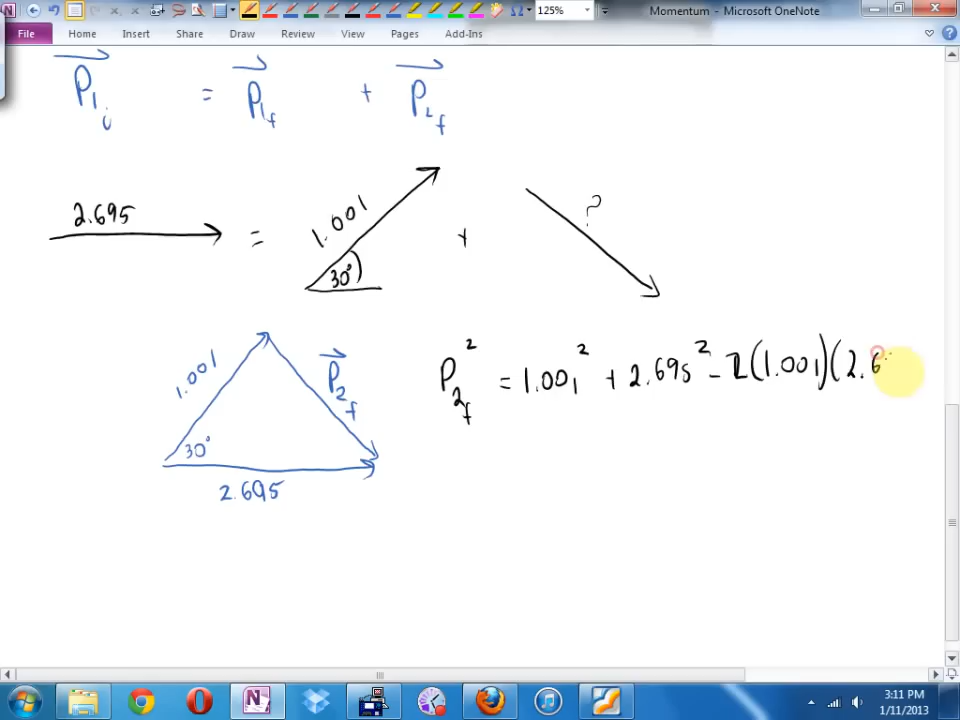 125%
Momentum - Microsoft OneNote
File Home Insert Share Draw Review Views Pages Add-Ins
P1i = P1f + P2f
2.695 = 1.001 30° + ?
1.001 P2f
30°
2.695
P2f² = 1.001² + 2.695² - 2(1.001)(2.6
3:11 PM
1/11/2013